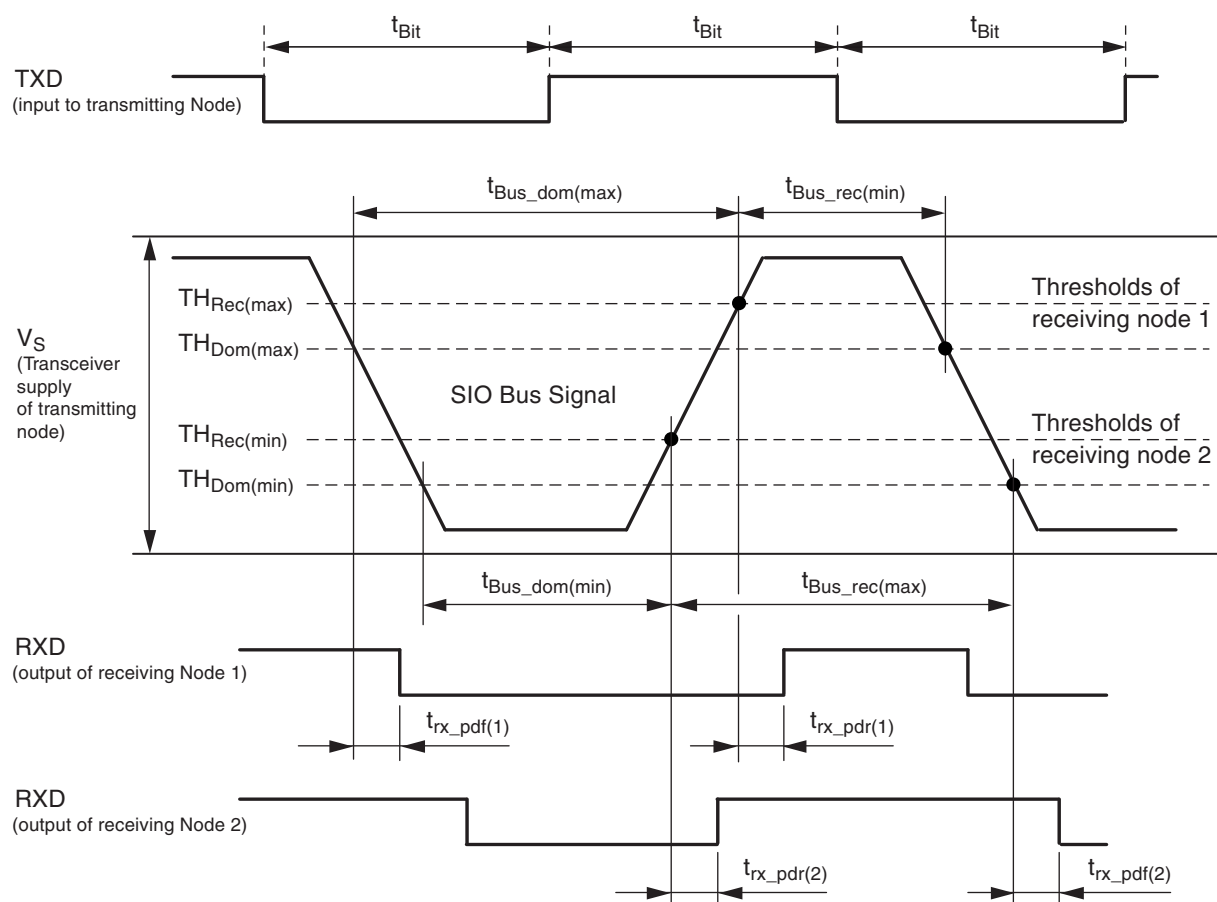 tBit
tBit
tBit
TXD
(input to transmitting Node)
tBus_dom(max)
tBus_rec(min)
THRec(max)
Thresholds of
receiving node 1
THDom(max)
VS
(Transceiver
supply
of transmitting
node)
SIO Bus Signal
THRec(min)
Thresholds of
receiving node 2
THDom(min)
tBus_dom(min)
tBus_rec(max)
RXD
(output of receiving Node 1)
trx_pdf(1)
trx_pdr(1)
RXD
(output of receiving Node 2)
trx_pdr(2)
trx_pdf(2)